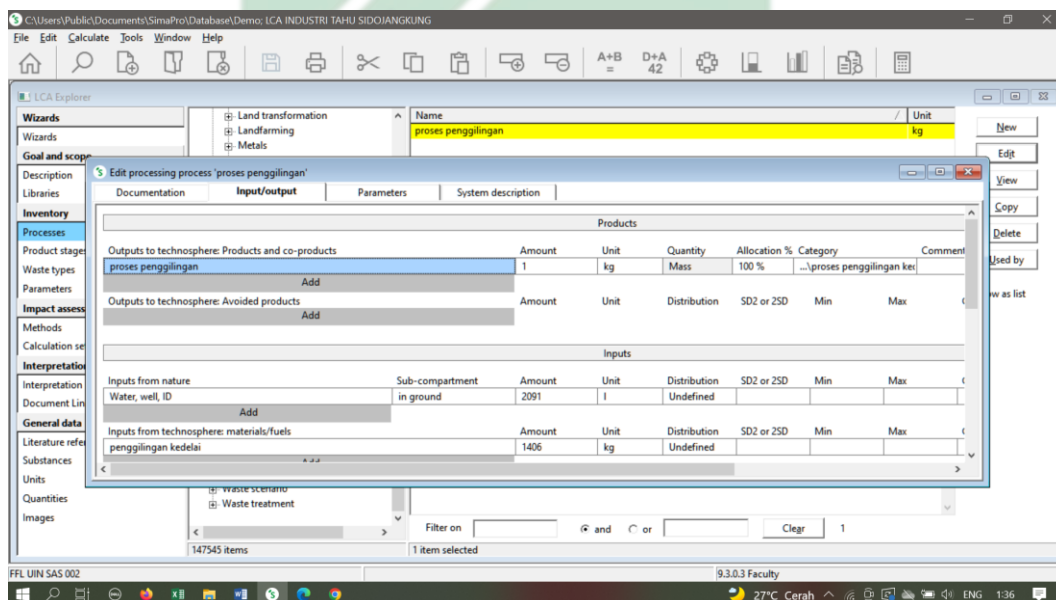 C:\Users\Public\Documents\SimaPro\Database\Demo; LCA INDUSTRI TAHU SIDOJANGKUNG
File Edit Calculate Tools Window Help
A+B = D+A 42
LCA Explorer
Wizards
Wizards
Goal and scope
Description
Libraries
Inventory
Processes
Product stages
Waste types
Parameters
Impact assess
Methods
Calculation se
Interpretation
Interpretation
Document Lin
General data
Literature refe
Substances
Units
Quantities
Images
Land transformation
Landfarming
Metals
Name / Unit
proses penggilingan kg
New
Edit
View
Copy
Delete
Used by
ow as list
Edit processing process 'proses penggilingan'
Documentation Input/output Parameters System description
Products
Outputs to technosphere: Products and co-products Amount Unit Quantity Allocation % Category Comment
proses penggilingan 1 kg Mass 100 % ...\proses penggilingan ked
Add
Outputs to technosphere: Avoided products Amount Unit Distribution SD2 or 2SD Min Max
Add
Inputs
Inputs from nature Sub-compartment Amount Unit Distribution SD2 or 2SD Min Max
Water, well, ID in ground 2091 l Undefined
Add
Inputs from technosphere: materials/fuels Amount Unit Distribution SD2 or 2SD Min Max
penggilingan kedelai 1406 kg Undefined
Waste scenario
Waste treatment
Filter on and or Clear 1
147545 items 1 item selected
FFL UIN SAS 002 9.3.0.3 Faculty
27°C Cerah ENG 1:36